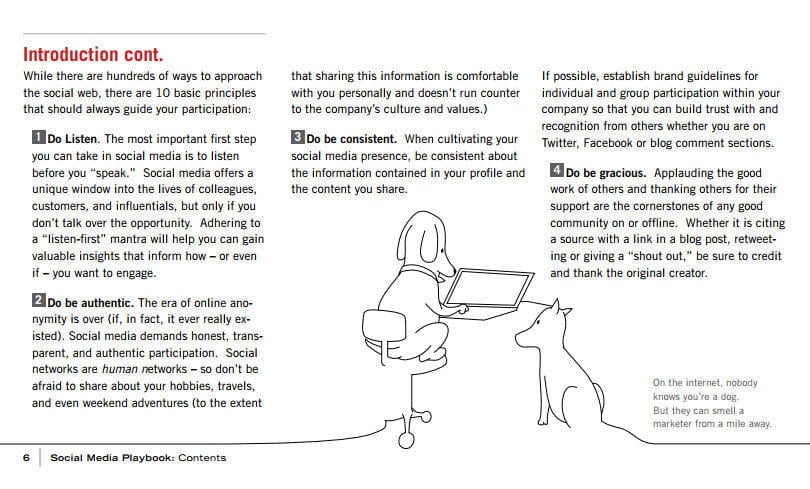 Introduction cont.
While there are hundreds of ways to approach
the social web, there are 10 basic principles
that should always guide your participation:
1 Do Listen. The most important first step
you can take in social media is to listen
before you “speak.” Social media offers a
unique window into the lives of colleagues,
customers, and influentials, but only if you
don’t talk over the opportunity. Adhering to
a “listen-first” mantra will help you can gain
valuable insights that inform how – or even
if – you want to engage.
2 Do be authentic. The era of online ano-
nymity is over (if, in fact, it ever really ex-
isted). Social media demands honest, trans-
parent, and authentic participation. Social
networks are human networks – so don’t be
afraid to share about your hobbies, travels,
and even weekend adventures (to the extent
that sharing this information is comfortable
with you personally and doesn’t run counter
to the company’s culture and values.)
3 Do be consistent. When cultivating your
social media presence, be consistent about
the information contained in your profile and
the content you share.
If possible, establish brand guidelines for
individual and group participation within your
company so that you can build trust with and
recognition from others whether you are on
Twitter, Facebook or blog comment sections.
4 Do be gracious. Applauding the good
work of others and thanking others for their
support are the cornerstones of any good
community on or offline. Whether it is citing
a source with a link in a blog post, retweet-
ing or giving a “shout out,” be sure to credit
and thank the original creator.
On the internet, nobody
knows you’re a dog.
But they can smell a
marketer from a mile away.
6 Social Media Playbook: Contents